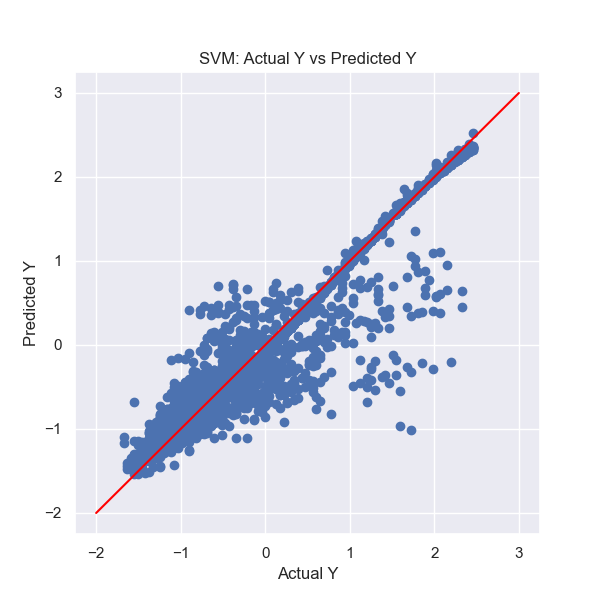 SVM: Actual Y vs Predicted Y
3
2
1
0
−1
−2
Predicted Y
−2 −1 0 1 2 3
Actual Y